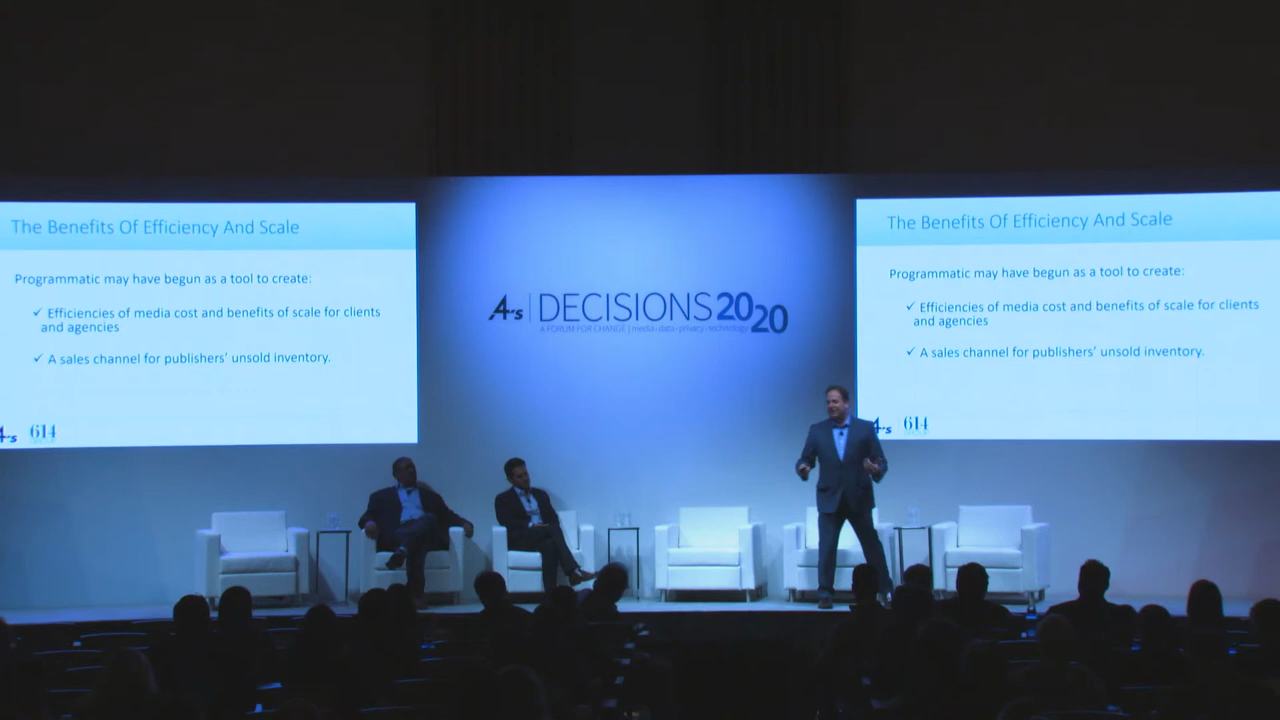 The Benefits Of Efficiency And Scale
Programmatic may have begun as a tool to create:
✓ Efficiencies of media cost and benefits of scale for clients
and agencies
✓ A sales channel for publishers’ unsold inventory.
4A's 614
4A's DECISIONS 2020
A FORUM FOR CHANGE | media • data • privacy • technology
The Benefits Of Efficiency And Scale
Programmatic may have begun as a tool to create:
✓ Efficiencies of media cost and benefits of scale for clients
and agencies
✓ A sales channel for publishers’ unsold inventory.
4A's 614